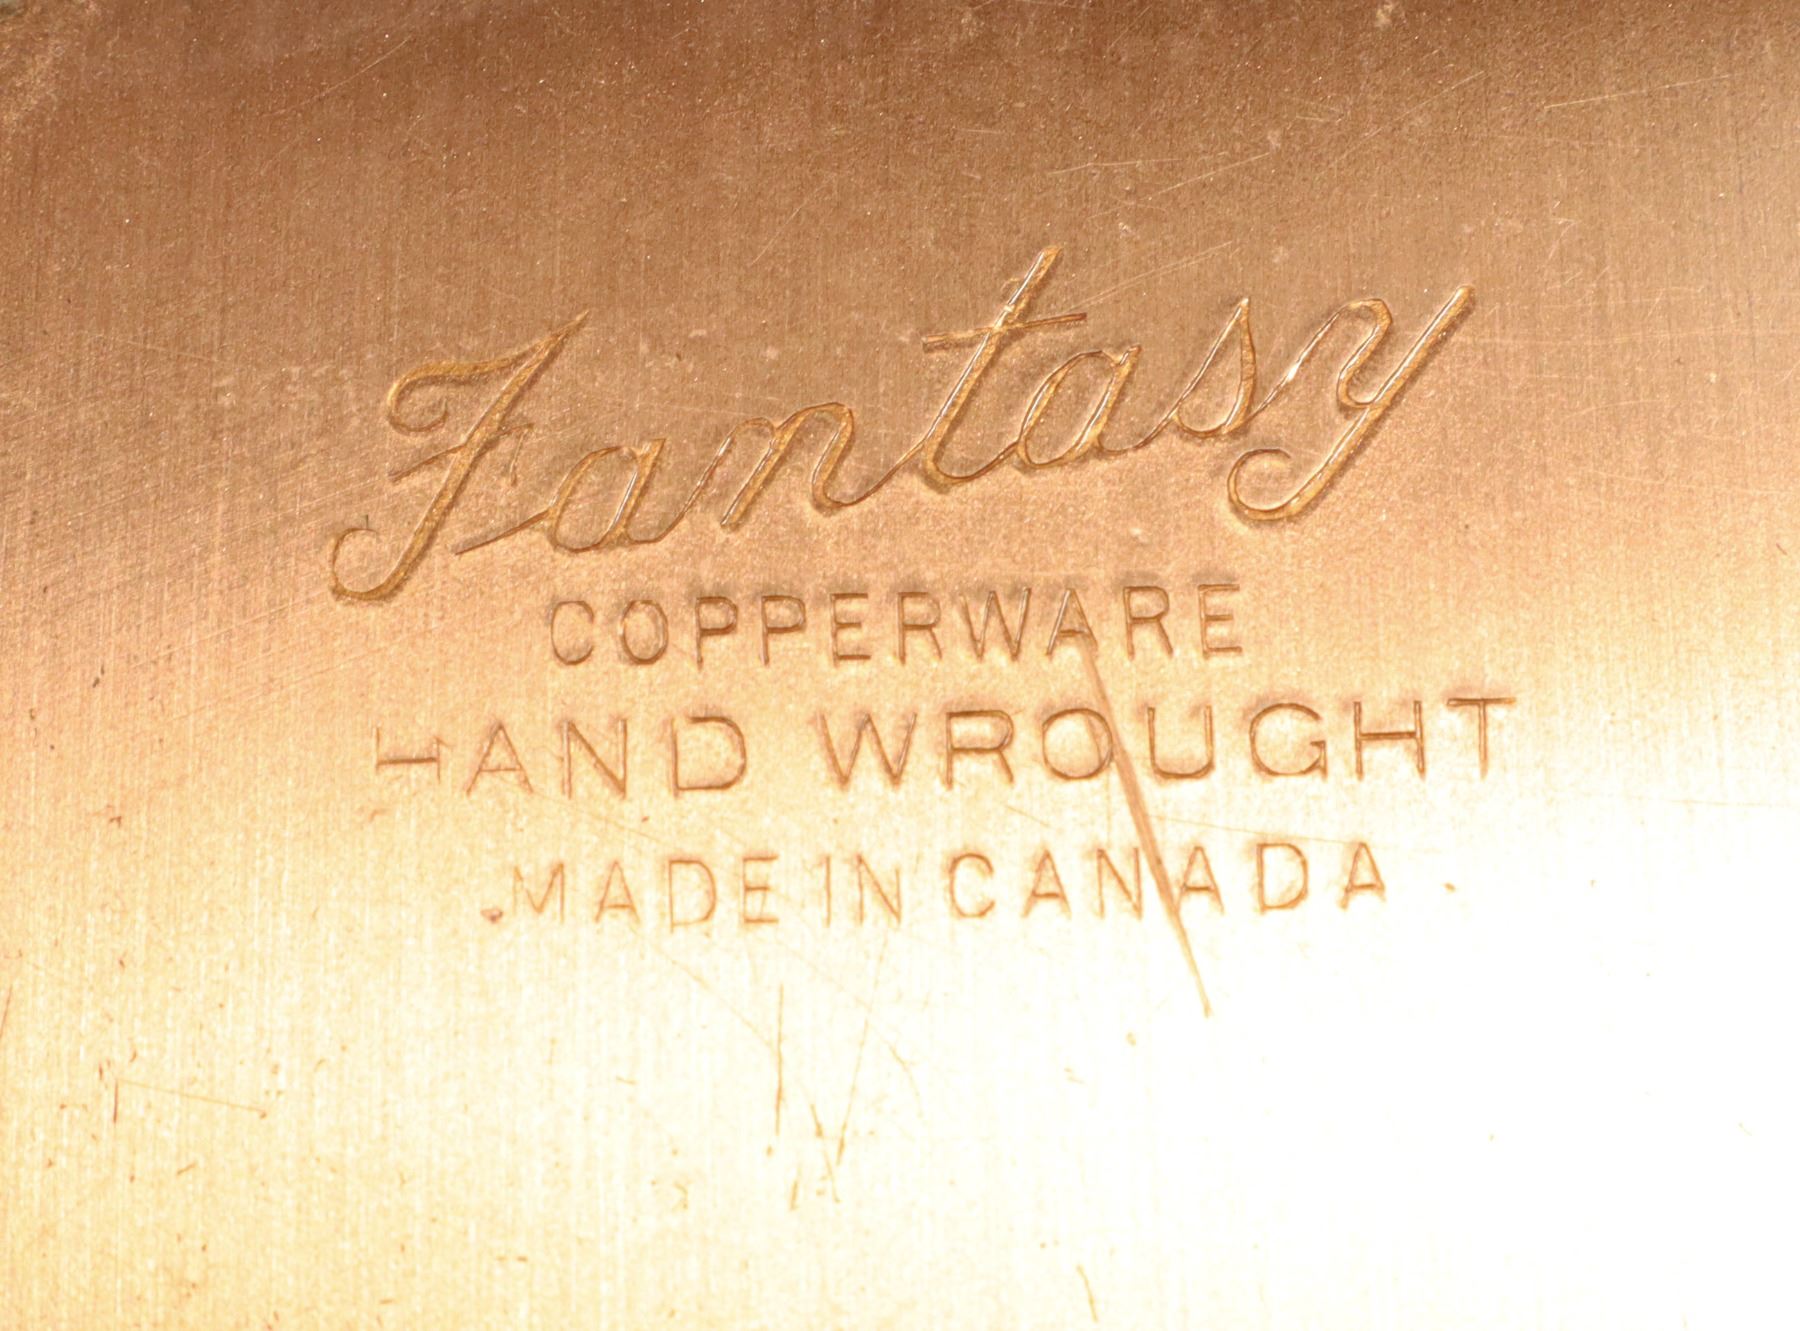 Fantasy
COPPERWARE
HAND WROUGHT
MADE IN CANADA